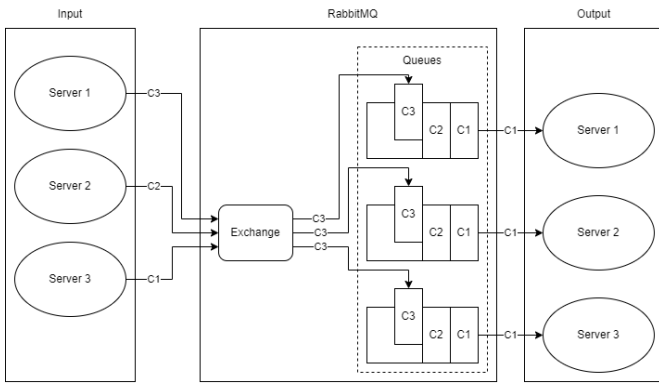 Input
RabbitMQ
Output
Queues
Server 1
C3
C3
C3
C2
C1
C1
Server 1
Server 2
C2
Exchange
C3
C3
C3
C3
C2
C1
C1
Server 2
Server 3
C1
C3
C2
C1
C1
Server 3